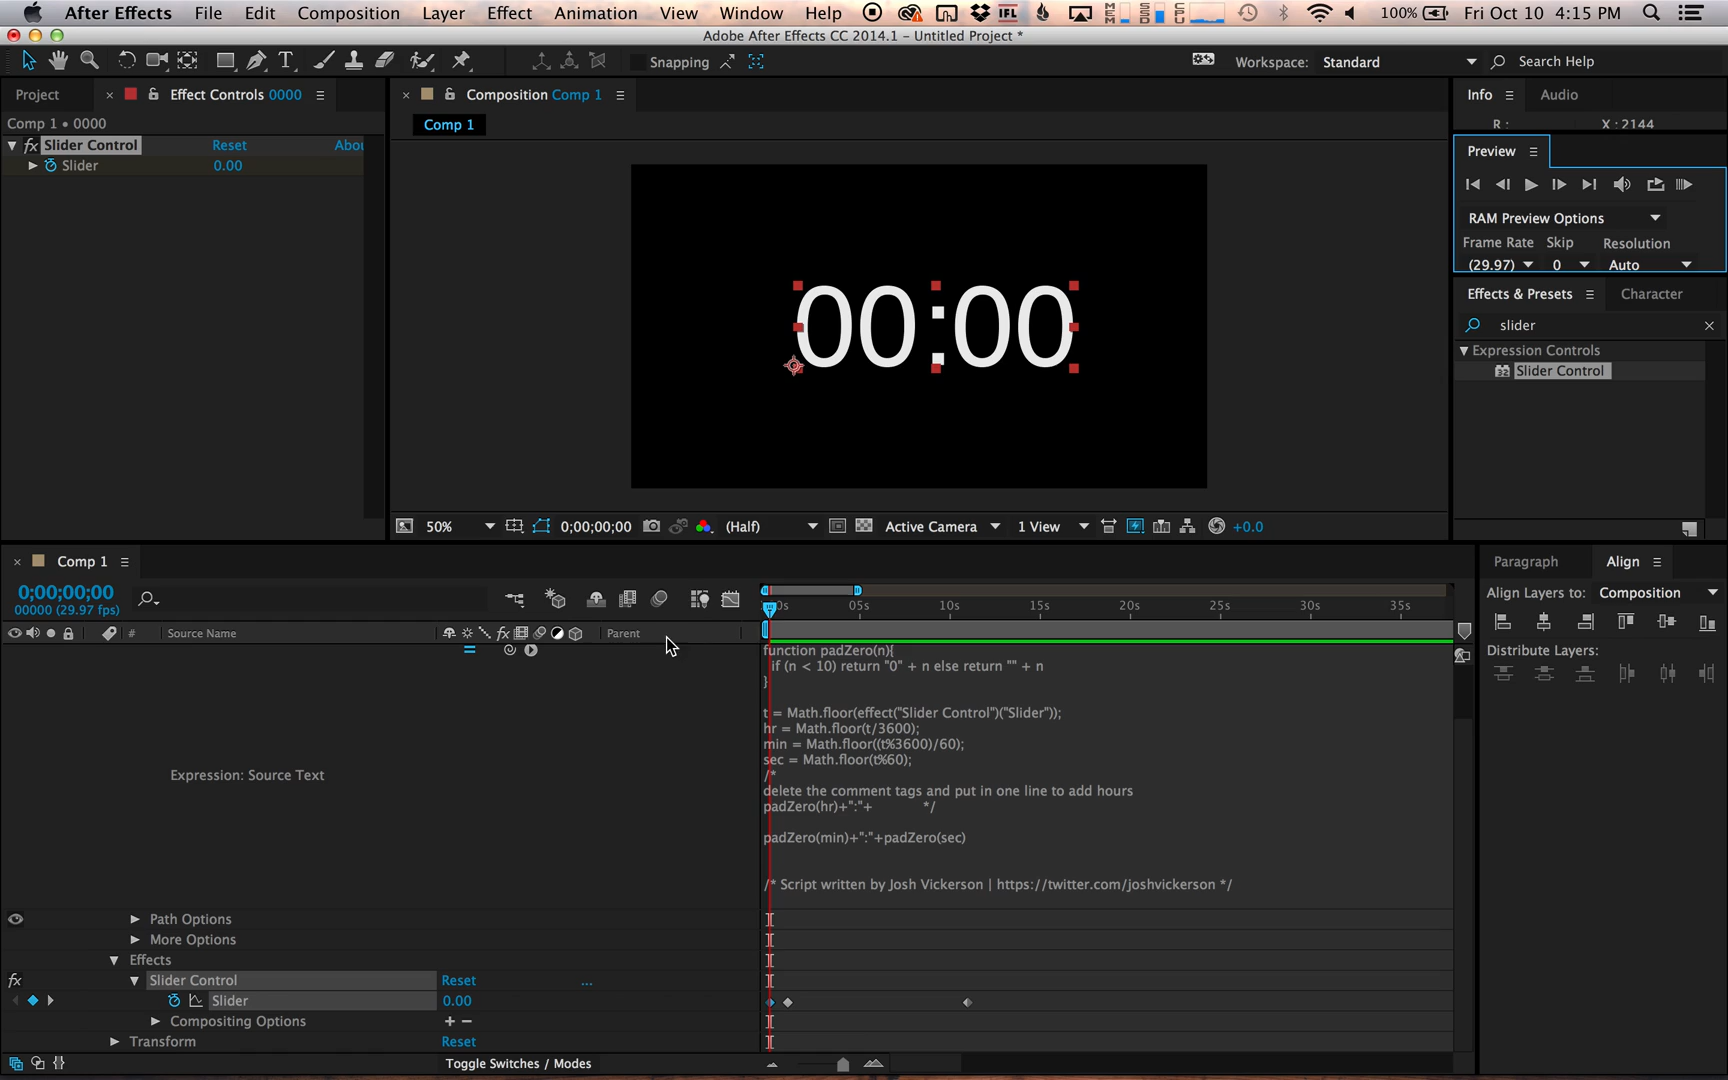 After Effects File Edit Composition Layer Effect Animation View Window Help IFL MEM SSD CPU 100% Fri Oct 10 4:15 PM
Adobe After Effects CC 2014.1 - Untitled Project *
T Snapping Workspace: Standard Search Help
Project × Effect Controls 0000 × Composition Comp 1 Info Audio
Comp 1 • 0000 Comp 1 R : X : 2144
fx Slider Control Reset Abou
Slider 0.00
Preview
RAM Preview Options
Frame Rate Skip Resolution
(29.97) 0 Auto
00:00
Effects & Presets Character
slider ×
Expression Controls
32 Slider Control
50% 0;00;00;00 (Half) Active Camera 1 View +0.0
× Comp 1 Paragraph Align
0;00;00;00
00000 (29.97 fps)
Align Layers to: Composition
0s 05s 10s 15s 20s 25s 30s 35s
# Source Name fx Parent
Distribute Layers:
function padZero(n){
if (n < 10) return "0" + n else return "" + n
}
t = Math.floor(effect("Slider Control")("Slider"));
hr = Math.floor(t/3600);
min = Math.floor((t%3600)/60);
sec = Math.floor(t%60);
/*
Expression: Source Text
delete the comment tags and put in one line to add hours
padZero(hr)+":"+ */
padZero(min)+":"+padZero(sec)
/* Script written by Josh Vickerson | https://twitter.com/joshvickerson */
Path Options
More Options
Effects
fx Slider Control Reset ...
Slider 0.00
Compositing Options + −
Transform Reset
Toggle Switches / Modes